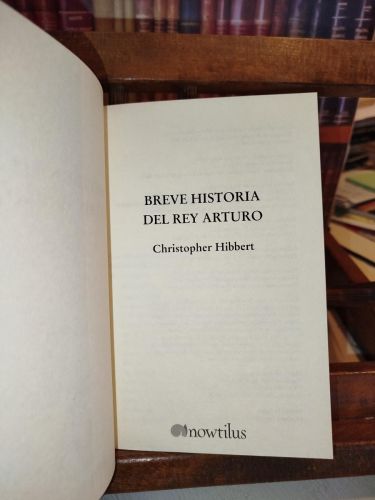 BREVE HISTORIA
DEL REY ARTURO
Christopher Hibbert
nowtilus